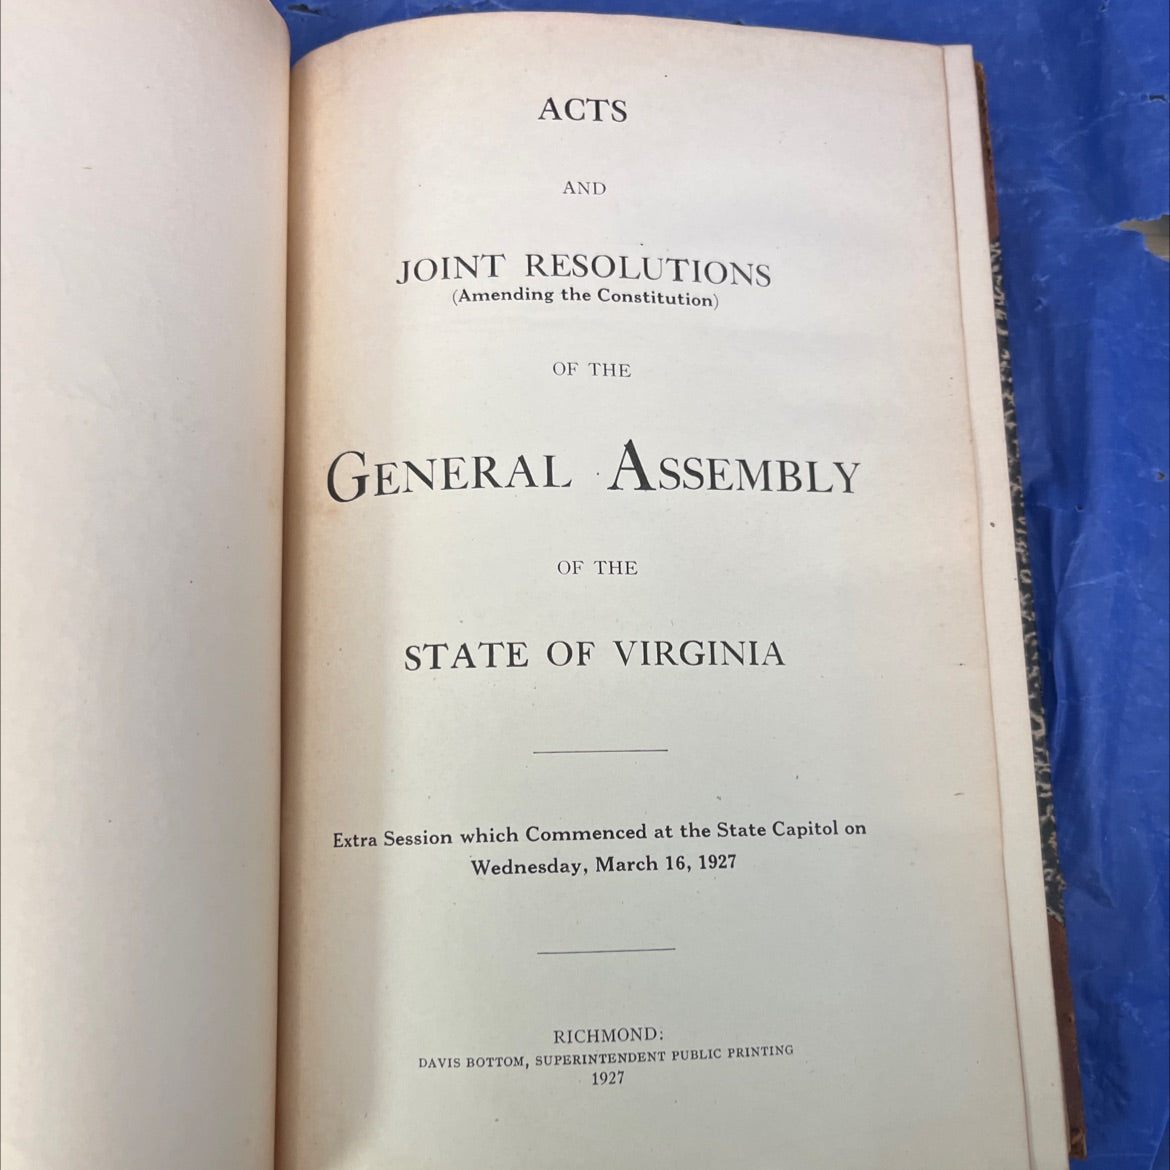 ACTS
AND
JOINT RESOLUTIONS
(Amending the Constitution)
OF THE
GENERAL ASSEMBLY
OF THE
STATE OF VIRGINIA
Extra Session which Commenced at the State Capitol on
Wednesday, March 16, 1927
RICHMOND:
DAVIS BOTTOM, SUPERINTENDENT PUBLIC PRINTING
1927